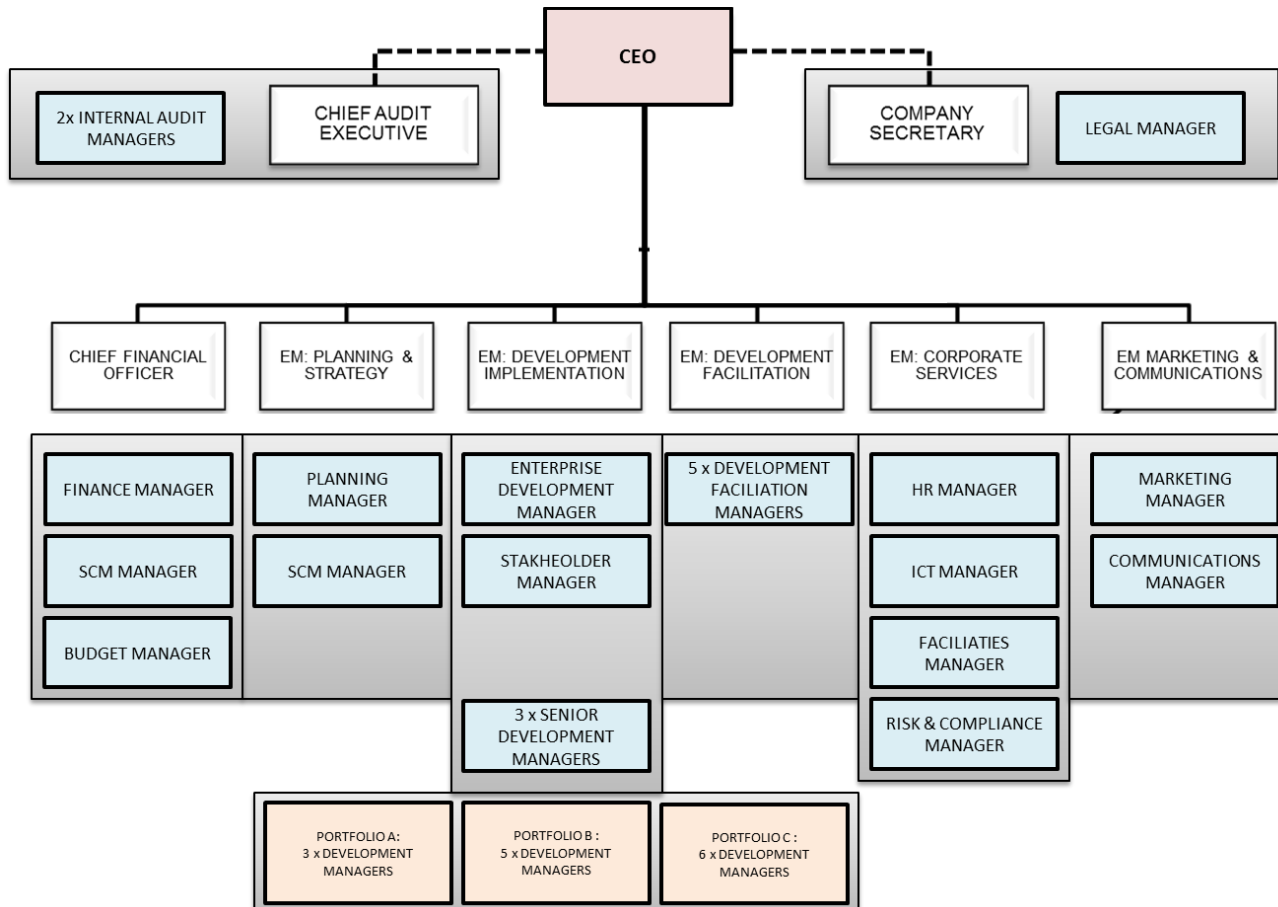 CEO
2x INTERNAL AUDIT
MANAGERS
CHIEF AUDIT
EXECUTIVE
COMPANY
SECRETARY
LEGAL MANAGER
CHIEF FINANCIAL
OFFICER
EM: PLANNING &
STRATEGY
EM: DEVELOPMENT
IMPLEMENTATION
EM: DEVELOPMENT
FACILITATION
EM: CORPORATE
SERVICES
EM MARKETING &
COMMUNICATIONS
FINANCE MANAGER
SCM MANAGER
BUDGET MANAGER
PLANNING
MANAGER
SCM MANAGER
ENTERPRISE
DEVELOPMENT
MANAGER
STAKHEOLDER
MANAGER
3 x SENIOR
DEVELOPMENT
MANAGERS
5 x DEVELOPMENT
FACILIATION
MANAGERS
HR MANAGER
ICT MANAGER
FACILIATIES
MANAGER
RISK & COMPLIANCE
MANAGER
MARKETING
MANAGER
COMMUNICATIONS
MANAGER
PORTFOLIO A:
3 x DEVELOPMENT
MANAGERS
PORTFOLIO B :
5 x DEVELOPMENT
MANAGERS
PORTFOLIO C :
6 x DEVELOPMENT
MANAGERS